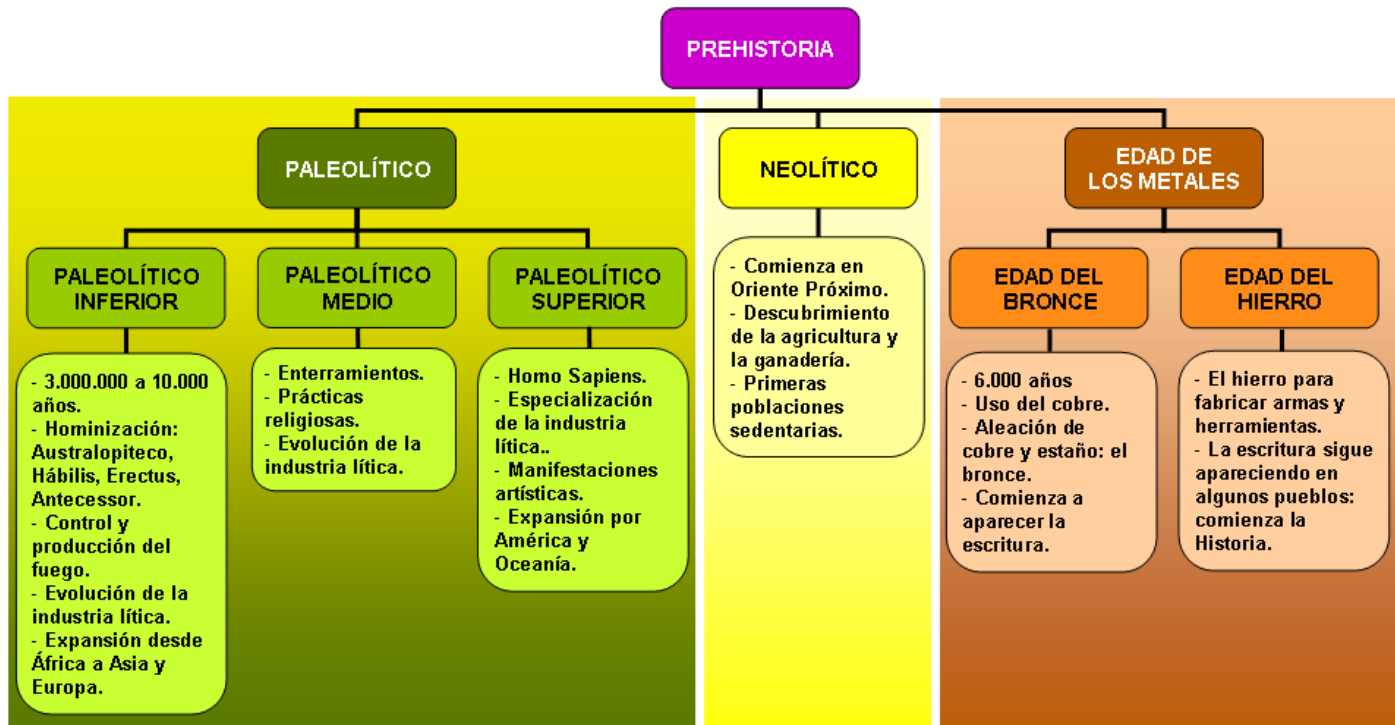 PREHISTORIA
PALEOLÍTICO
NEOLÍTICO
EDAD DE
LOS METALES
PALEOLÍTICO
INFERIOR
PALEOLÍTICO
MEDIO
PALEOLÍTICO
SUPERIOR
EDAD DEL
BRONCE
EDAD DEL
HIERRO
- 3.000.000 a 10.000
años.
- Hominización:
Australopiteco,
Hábilis, Erectus,
Antecessor.
- Control y
producción del
fuego.
- Evolución de la
industria lítica.
- Expansión desde
África a Asia y
Europa.
- Enterramientos.
- Prácticas
religiosas.
- Evolución de la
industria lítica.
- Homo Sapiens.
- Especialización
de la industria
lítica..
- Manifestaciones
artísticas.
- Expansión por
América y
Oceanía.
- Comienza en
Oriente Próximo.
- Descubrimiento
de la agricultura y
la ganadería.
- Primeras
poblaciones
sedentarias.
- 6.000 años
- Uso del cobre.
- Aleación de
cobre y estaño: el
bronce.
- Comienza a
aparecer la
escritura.
- El hierro para
fabricar armas y
herramientas.
- La escritura sigue
apareciendo en
algunos pueblos:
comienza la
Historia.